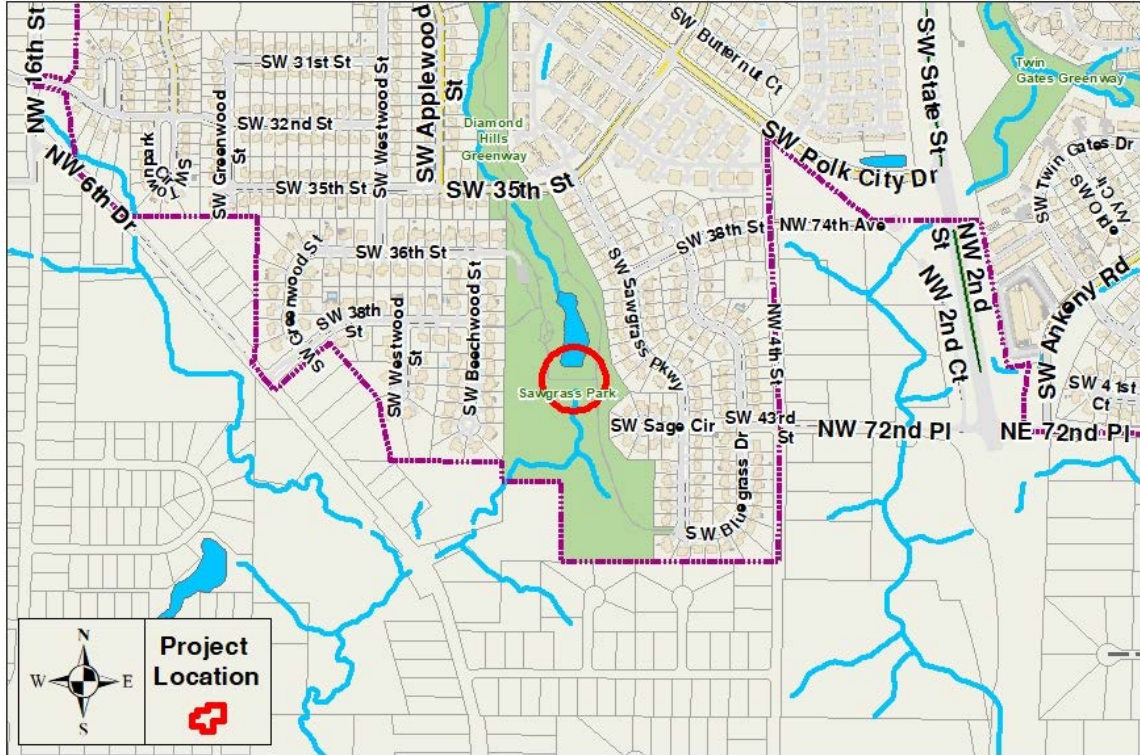 NW 16th St
SW 31st St
SW 32nd St
SW 35th St
SW Greenwood
St
SW Westwood St
SW Applewood
St
Townpark
Cir
SW
NW 6th Dr
Diamond
Hills
Greenway
SW 35th St
SW Butternut Ct
SW State St
Twin
Gates Greenway
SW Polk City Dr
SW Twin Gates Dr
NW 74th Ave
SW 36th St
SW 38th St
SW Greenwood St
SW 38th
St
SW Westwood
St
SW Beechwood St
SW Sawgrass Pkwy
NW 4th St
NW 2nd
St
NW 2nd Ct
SW Ankeny Rd
SW 41st
Ct
Sawgrass Park
SW Sage Cir
SW 43rd
St
NW 72nd Pl
NE 72nd Pl
SW Bluegrass Dr
N
W
E
S
Project
Location